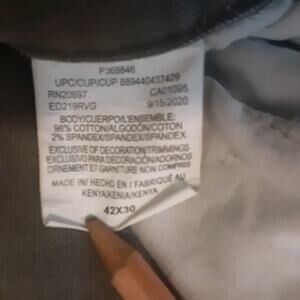 P368846
UPC/CUP/CUP 889440437429
RN20697 CA01095
ED219RVG 9/15/2020
BODY/CUERPO/L'ENSEMBLE:
98% COTTON/ALGODÓN/COTON
2% SPANDEX/SPANDEX/SPANDEX
EXCLUSIVE OF DECORATION/TRIMMINGS
EXCLUSIVO PARA DECORACIÓN/ADORNOS
ORNEMENT ET GARNITURE NON COMPRIS
MADE IN/ HECHO EN / FABRIQUÉ AU
KENYA/KENIA/KENYA
42X30